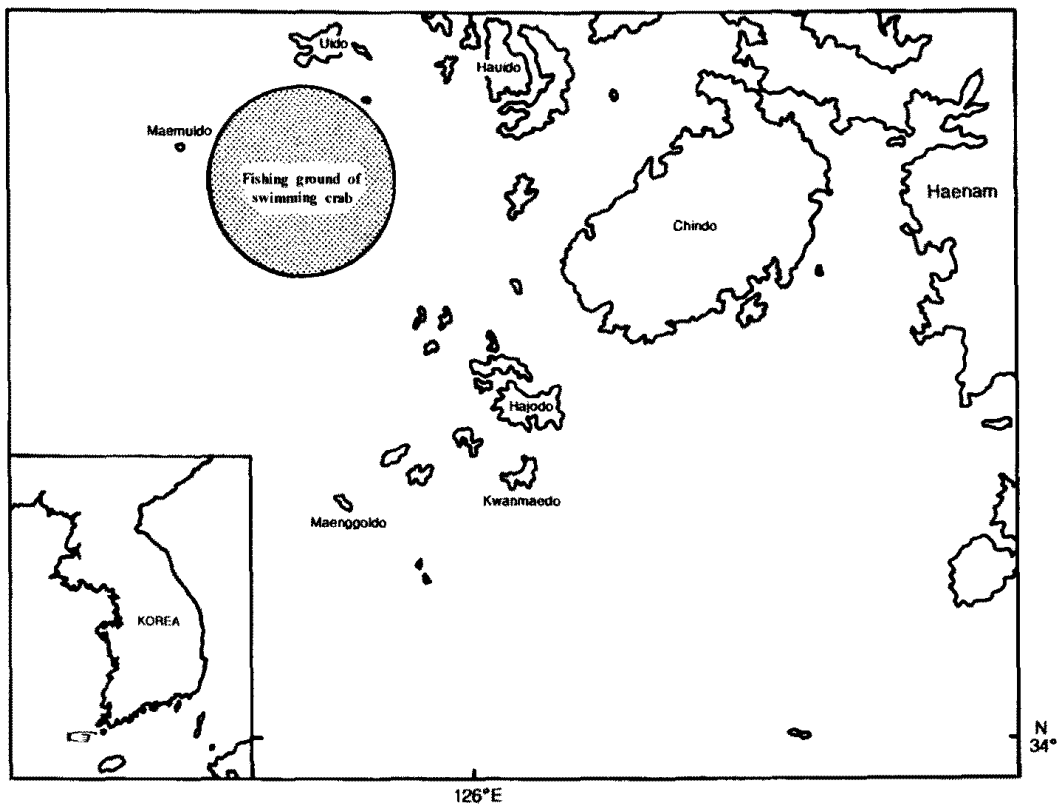 Uido
Hauido
Maemuido
Fishing ground of
swimming crab
Haenam
Chindo
Hajodo
Kwanmaedo
Maenggoldo
KOREA
N
34°
126°E